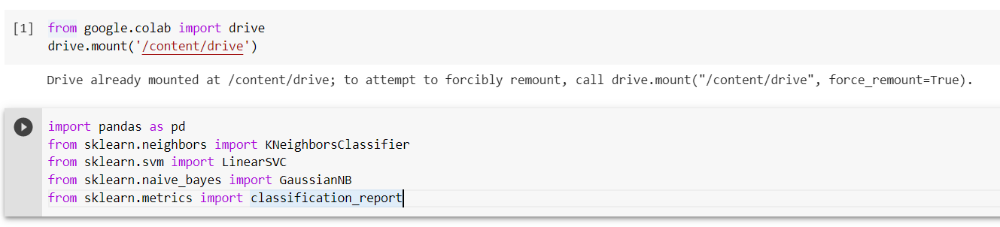 [1] from google.colab import drive
drive.mount('/content/drive')
Drive already mounted at /content/drive; to attempt to forcibly remount, call drive.mount("/content/drive", force_remount=True).
import pandas as pd
from sklearn.neighbors import KNeighborsClassifier
from sklearn.svm import LinearSVC
from sklearn.naive_bayes import GaussianNB
from sklearn.metrics import classification_report